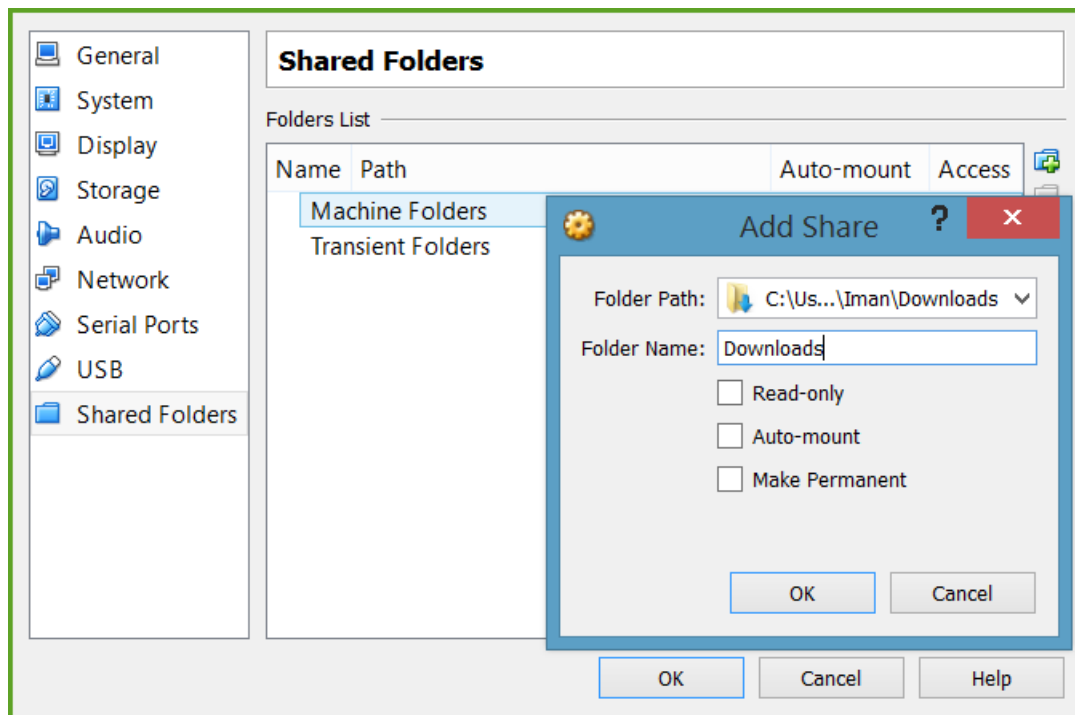 General
System
Display
Storage
Audio
Network
Serial Ports
USB
Shared Folders
Shared Folders
Folders List
Name Path Auto-mount Access
Machine Folders
Transient Folders
Add Share ? x
Folder Path: C:\Us...\Iman\Downloads
Folder Name: Downloads
Read-only
Auto-mount
Make Permanent
OK Cancel
OK Cancel Help